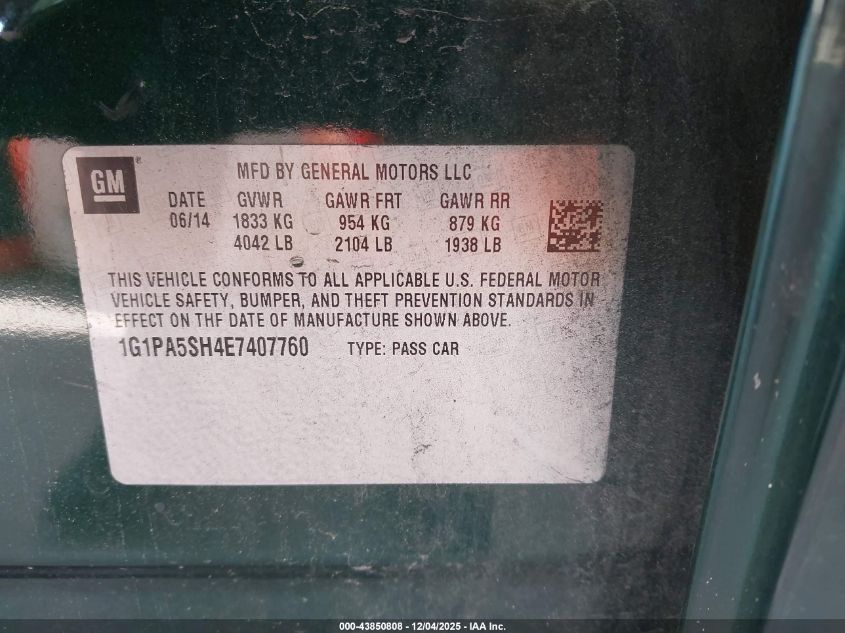 GM
MFD BY GENERAL MOTORS LLC
DATE GVWR GAWR FRT GAWR RR
06/14 1833 KG 954 KG 879 KG
4042 LB 2104 LB 1938 LB
THIS VEHICLE CONFORMS TO ALL APPLICABLE U.S. FEDERAL MOTOR
VEHICLE SAFETY, BUMPER, AND THEFT PREVENTION STANDARDS IN
EFFECT ON THE DATE OF MANUFACTURE SHOWN ABOVE.
1G1PA5SH4E7407760 TYPE: PASS CAR
000-43850808 - 12/04/2025 - IAA Inc.